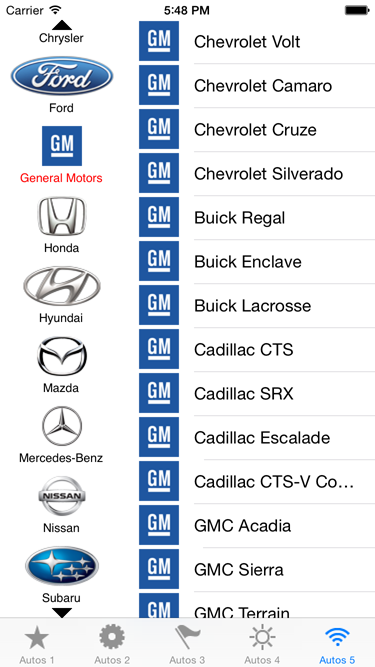 Carrier 5:48 PM
Chrysler
Ford
Ford
GM
General Motors
Honda
Hyundai
Mazda
Mercedes-Benz
NISSAN
Nissan
Subaru
GM Chevrolet Volt
GM Chevrolet Camaro
GM Chevrolet Cruze
GM Chevrolet Silverado
GM Buick Regal
GM Buick Enclave
GM Buick Lacrosse
GM Cadillac CTS
GM Cadillac SRX
GM Cadillac Escalade
GM Cadillac CTS-V Co...
GM GMC Acadia
GM GMC Sierra
GM GMC Terrain
Autos 1 Autos 2 Autos 3 Autos 4 Autos 5